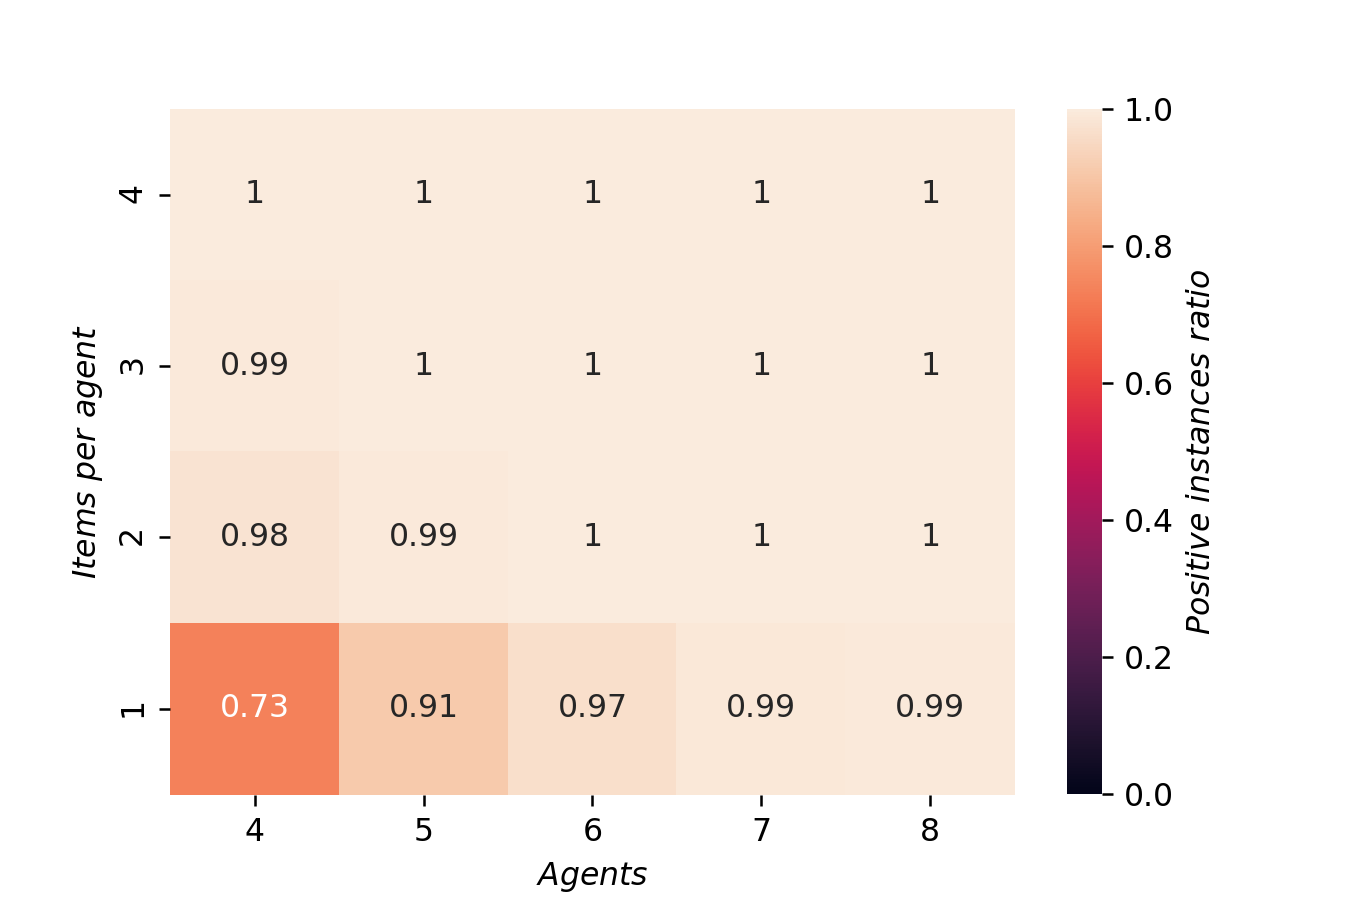 4 1 1 1 1 1
3 0.99 1 1 1 1
2 0.98 0.99 1 1 1
1 0.73 0.91 0.97 0.99 0.99
4 5 6 7 8
Agents
Items per agent
1.0
0.8
0.6
0.4
0.2
0.0
Positive instances ratio